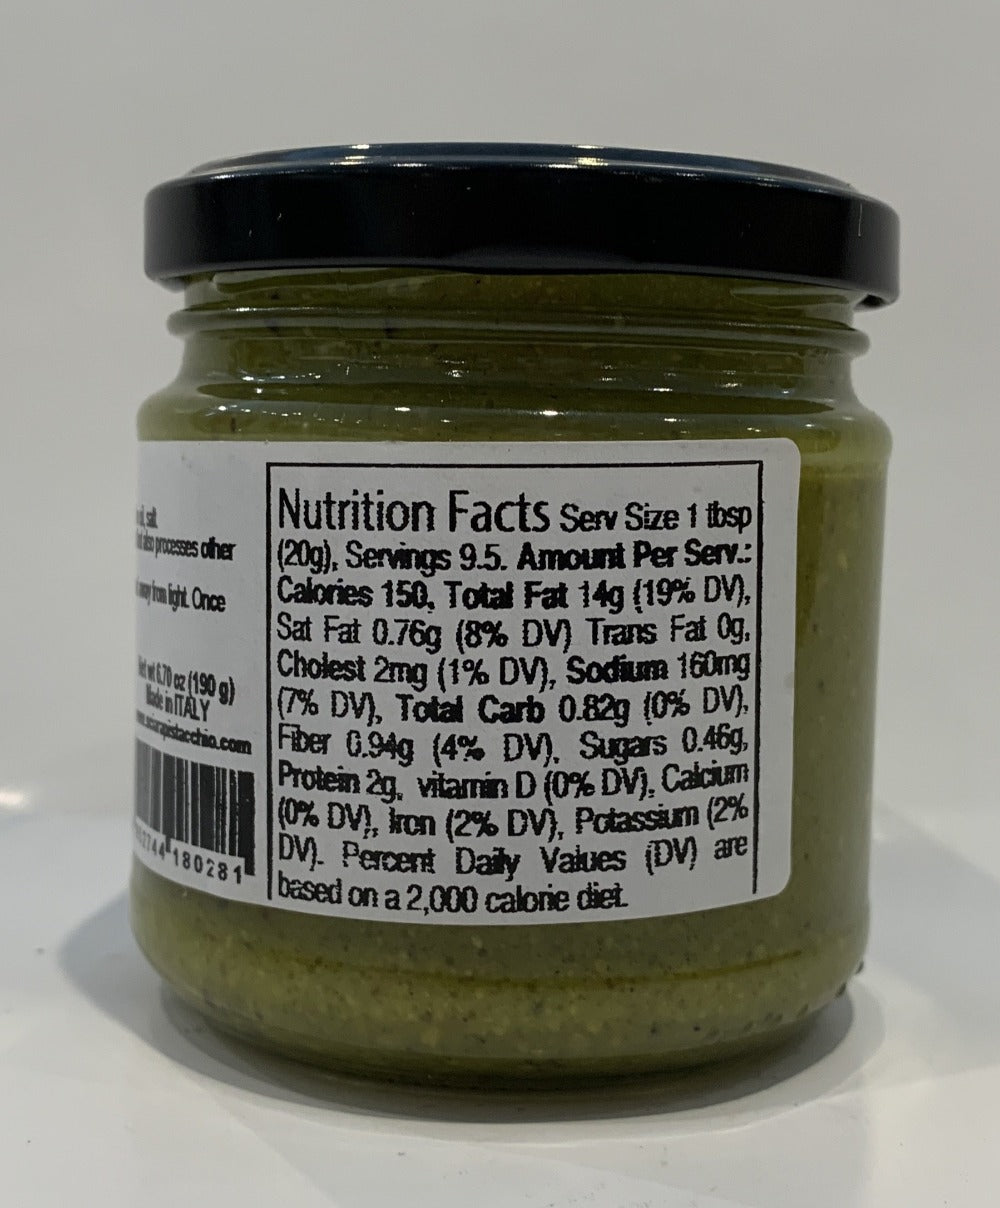 oil, salt.
also processes other
away from light. Once
Net wt 6.70 oz (190 g)
Made in ITALY
pistacchio.com
744 180281
Nutrition Facts Serv Size 1 tbsp
(20g), Servings 9.5. Amount Per Serv.:
Calories 150, Total Fat 14g (19% DV),
Sat Fat 0.76g (8% DV) Trans Fat 0g,
Cholest 2mg (1% DV), Sodium 160mg
(7% DV), Total Carb 0.82g (0% DV),
Fiber 0.94g (4% DV), Sugars 0.46g,
Protein 2g, vitamin D (0% DV), Calcium
(0% DV), Iron (2% DV), Potassium (2%
DV). Percent Daily Values (DV) are
based on a 2,000 calorie diet.